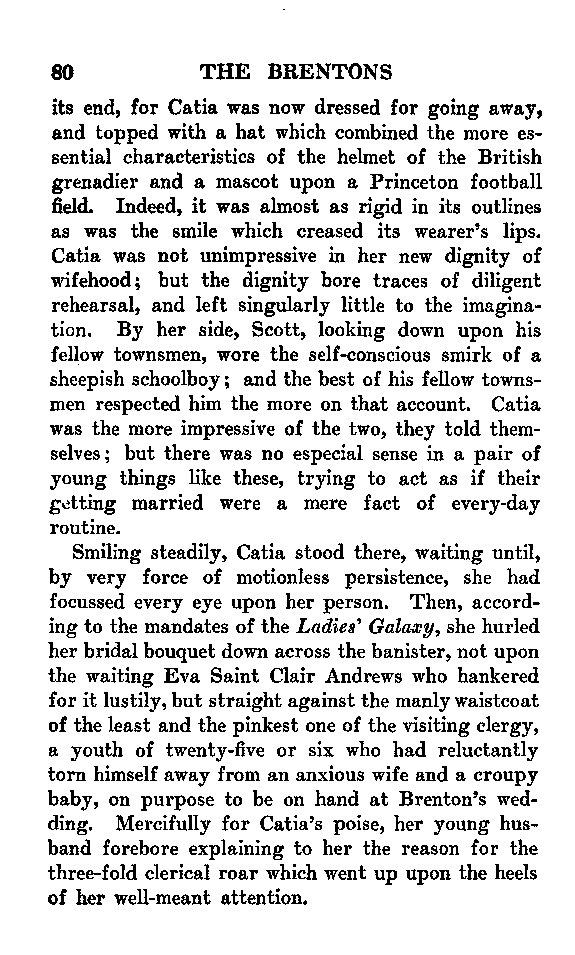 80 THE BRENTONS
its end, for Catia was now dressed for going away,
and topped with a hat which combined the more es-
sential characteristics of the helmet of the British
grenadier and a mascot upon a Princeton football
field. Indeed, it was almost as rigid in its outlines
as was the smile which creased its wearer's lips.
Catia was not unimpressive in her new dignity of
wifehood; but the dignity bore traces of diligent
rehearsal, and left singularly little to the imagina-
tion. By her side, Scott, looking down upon his
fellow townsmen, wore the self-conscious smirk of a
sheepish schoolboy; and the best of his fellow towns-
men respected him the more on that account. Catia
was the more impressive of the two, they told them-
selves; but there was no especial sense in a pair of
young things like these, trying to act as if their
getting married were a mere fact of every-day
routine.
Smiling steadily, Catia stood there, waiting until,
by very force of motionless persistence, she had
focussed every eye upon her person. Then, accord-
ing to the mandates of the Ladies' Galaxy, she hurled
her bridal bouquet down across the banister, not upon
the waiting Eva Saint Clair Andrews who hankered
for it lustily, but straight against the manly waistcoat
of the least and the pinkest one of the visiting clergy,
a youth of twenty-five or six who had reluctantly
torn himself away from an anxious wife and a croupy
baby, on purpose to be on hand at Brenton's wed-
ding. Mercifully for Catia's poise, her young hus-
band forebore explaining to her the reason for the
three-fold clerical roar which went up upon the heels
of her well-meant attention.